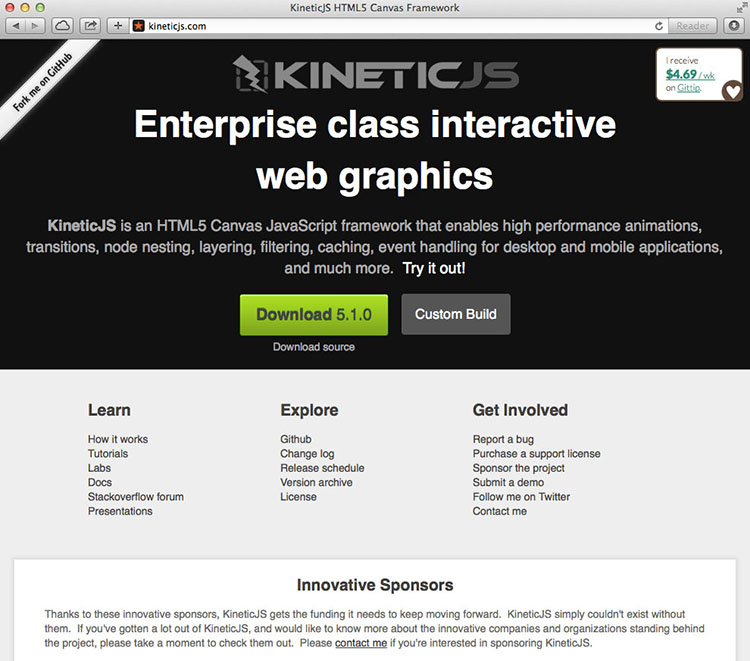 KineticJS HTML5 Canvas Framework
kineticjs.com
Reader
Fork me on GitHub
KINETICJS
I receive
$4.69 / wk
on Gittip.
Enterprise class interactive
web graphics
KineticJS is an HTML5 Canvas JavaScript framework that enables high performance animations,
transitions, node nesting, layering, filtering, caching, event handling for desktop and mobile applications,
and much more. Try it out!
Download 5.1.0
Custom Build
Download source
Learn
How it works
Tutorials
Labs
Docs
Stackoverflow forum
Presentations
Explore
Github
Change log
Release schedule
Version archive
License
Get Involved
Report a bug
Purchase a support license
Sponsor the project
Submit a demo
Follow me on Twitter
Contact me
Innovative Sponsors
Thanks to these innovative sponsors, KineticJS gets the funding it needs to keep moving forward. KineticJS simply couldn't exist without
them. If you've gotten a lot out of KineticJS, and would like to know more about the innovative companies and organizations standing behind
the project, please take a moment to check them out. Please contact me if you're interested in sponsoring KineticJS.